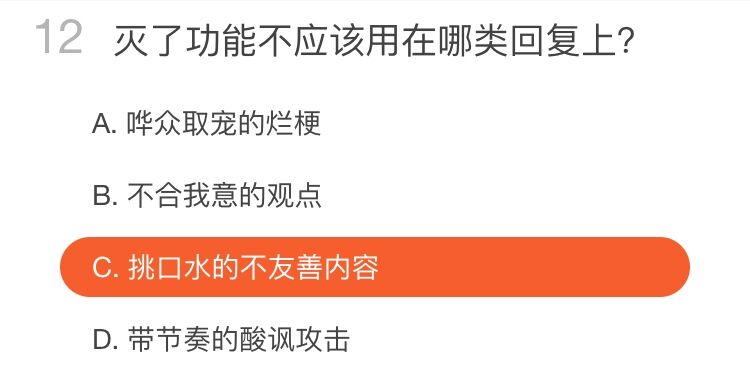 12 灭了功能不应该用在哪类回复上?
A. 哗众取宠的烂梗
B. 不合我意的观点
C. 挑口水的不友善内容
D. 带节奏的酸讽攻击